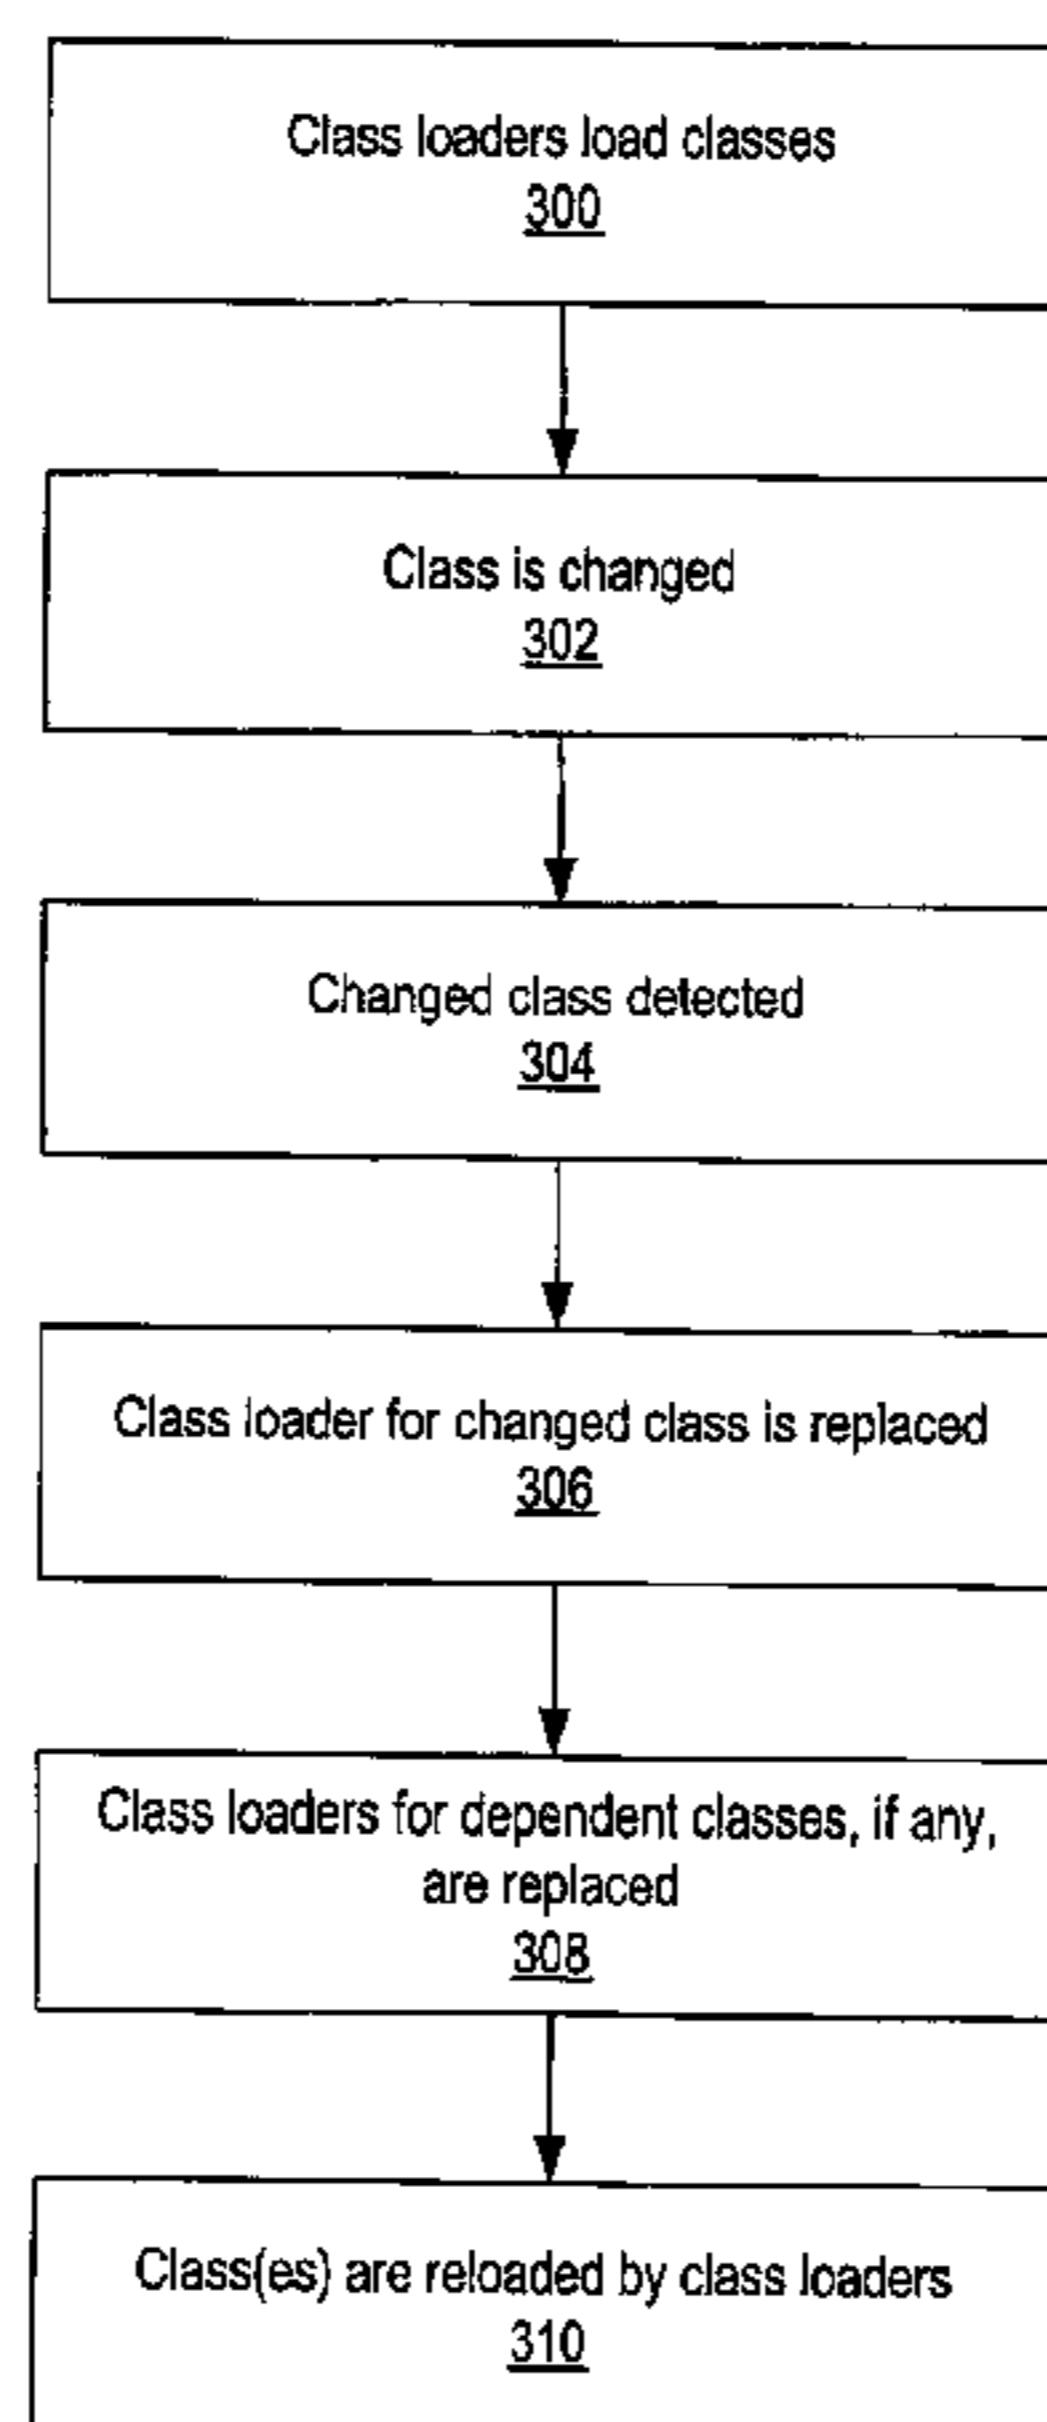 Class loaders load classes
300
Class is changed
302
Changed class detected
304
Class loader for changed class is replaced
306
Class loaders for dependent classes, if any,
are replaced
308
Class(es) are reloaded by class loaders
310